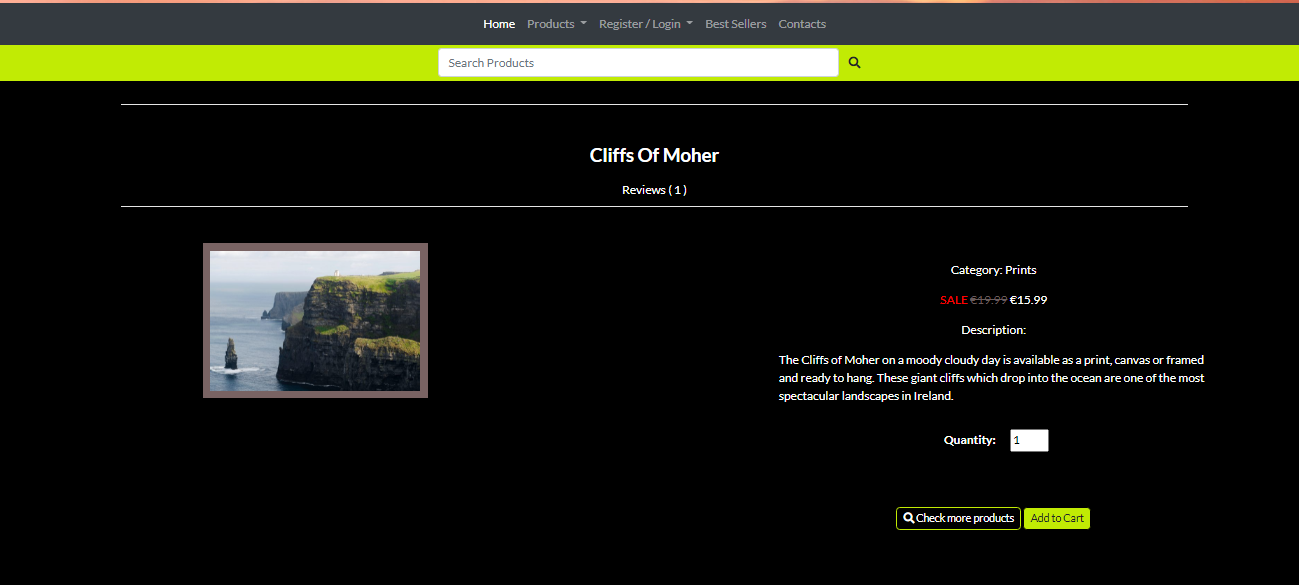 Home Products Register / Login Best Sellers Contacts
Search Products
Cliffs Of Moher
Reviews ( 1 )
Category: Prints
SALE €19.99 €15.99
Description:
The Cliffs of Moher on a moody cloudy day is available as a print, canvas or framed
and ready to hang. These giant cliffs which drop into the ocean are one of the most
spectacular landscapes in Ireland.
Quantity: 1
Check more products Add to Cart